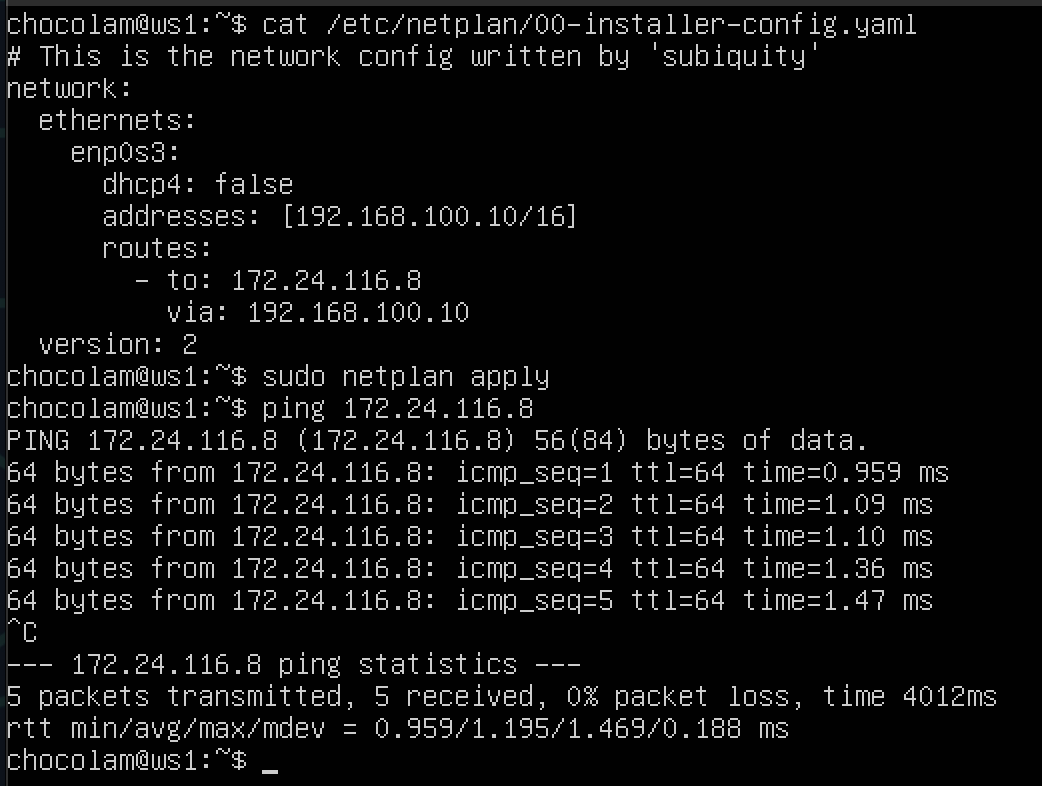 chocolam@ws1:~$ cat /etc/netplan/00-installer-config.yaml
# This is the network config written by 'subiquity'
network:
  ethernets:
    enp0s3:
      dhcp4: false
      addresses: [192.168.100.10/16]
      routes:
        - to: 172.24.116.8
          via: 192.168.100.10
  version: 2
chocolam@ws1:~$ sudo netplan apply
chocolam@ws1:~$ ping 172.24.116.8
PING 172.24.116.8 (172.24.116.8) 56(84) bytes of data.
64 bytes from 172.24.116.8: icmp_seq=1 ttl=64 time=0.959 ms
64 bytes from 172.24.116.8: icmp_seq=2 ttl=64 time=1.09 ms
64 bytes from 172.24.116.8: icmp_seq=3 ttl=64 time=1.10 ms
64 bytes from 172.24.116.8: icmp_seq=4 ttl=64 time=1.36 ms
64 bytes from 172.24.116.8: icmp_seq=5 ttl=64 time=1.47 ms
^C
--- 172.24.116.8 ping statistics ---
5 packets transmitted, 5 received, 0% packet loss, time 4012ms
rtt min/avg/max/mdev = 0.959/1.195/1.469/0.188 ms
chocolam@ws1:~$ _